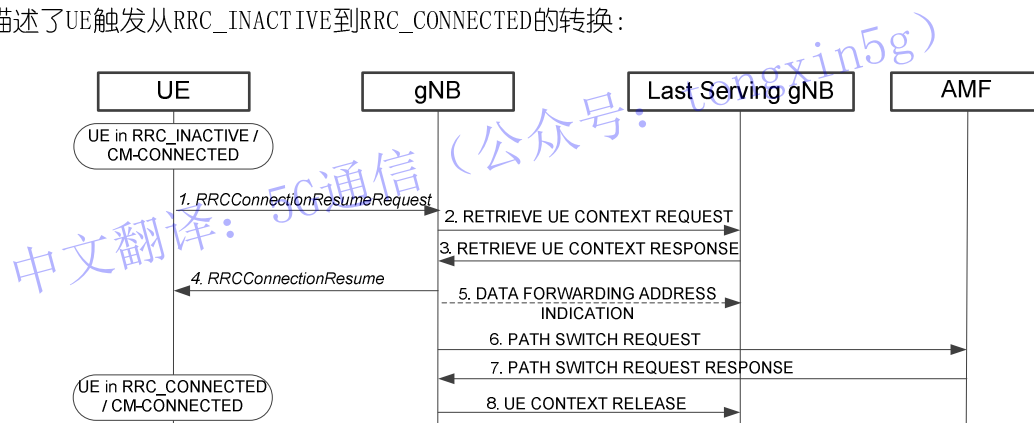 描述了UE触发从RRC_INACTIVE到RRC_CONNECTED的转换：
UE
gNB
Last Serving gNB
AMF
UE in RRC_INACTIVE /
CM-CONNECTED
1. RRCConnectionResumeRequest
2. RETRIEVE UE CONTEXT REQUEST
3. RETRIEVE UE CONTEXT RESPONSE
4. RRCConnectionResume
5. DATA FORWARDING ADDRESS
INDICATION
6. PATH SWITCH REQUEST
7. PATH SWITCH REQUEST RESPONSE
UE in RRC_CONNECTED
/ CM-CONNECTED
8. UE CONTEXT RELEASE
中文翻译：5G通信（公众号：tongxin5g）